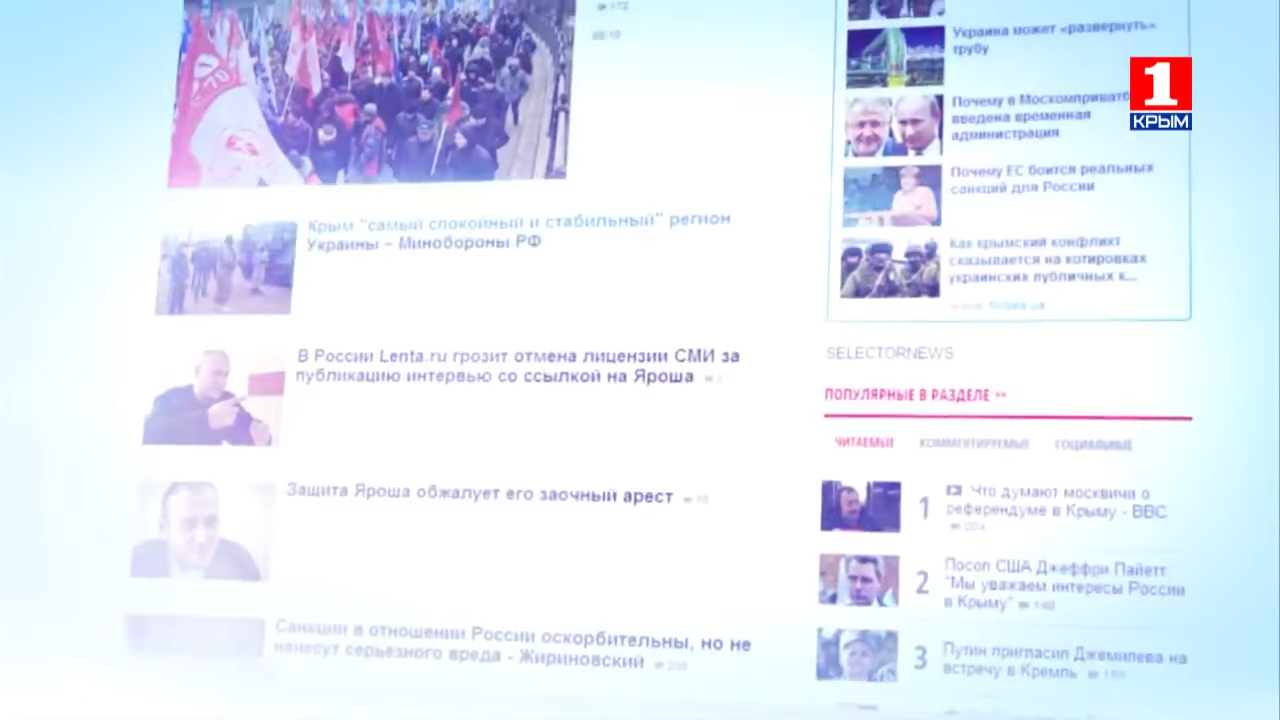 172
Крым "самый спокойный и стабильный" регион
Украины – Минобороны РФ
В России Lenta.ru грозит отмена лицензии СМИ за
публикацию интервью со ссылкой на Яроша
Защита Яроша обжалует его заочный арест
Санкции в отношении России оскорбительны, но не
нанесут серьезного вреда - Жириновский
Украина может «развернуть»
трубу
Почему в Москомприватб
введена временная
администрация
Почему ЕС боится реальных
санкций для России
Как крымский конфликт
сказывается на котировках
украинских публичных к...
SELECTORNEWS
ПОПУЛЯРНЫЕ В РАЗДЕЛЕ >>
ЧИТАЕМЫЕ КОММЕНТИРУЕМЫЕ СОЦИАЛЬНЫЕ
1 Что думают москвичи о
референдуме в Крыму - BBC
204
2 Посол США Джеффри Пайетт:
"Мы уважаем интересы России
в Крыму"
3 Путин пригласил Джемилева на
встречу в Кремль
1
КРЫМ